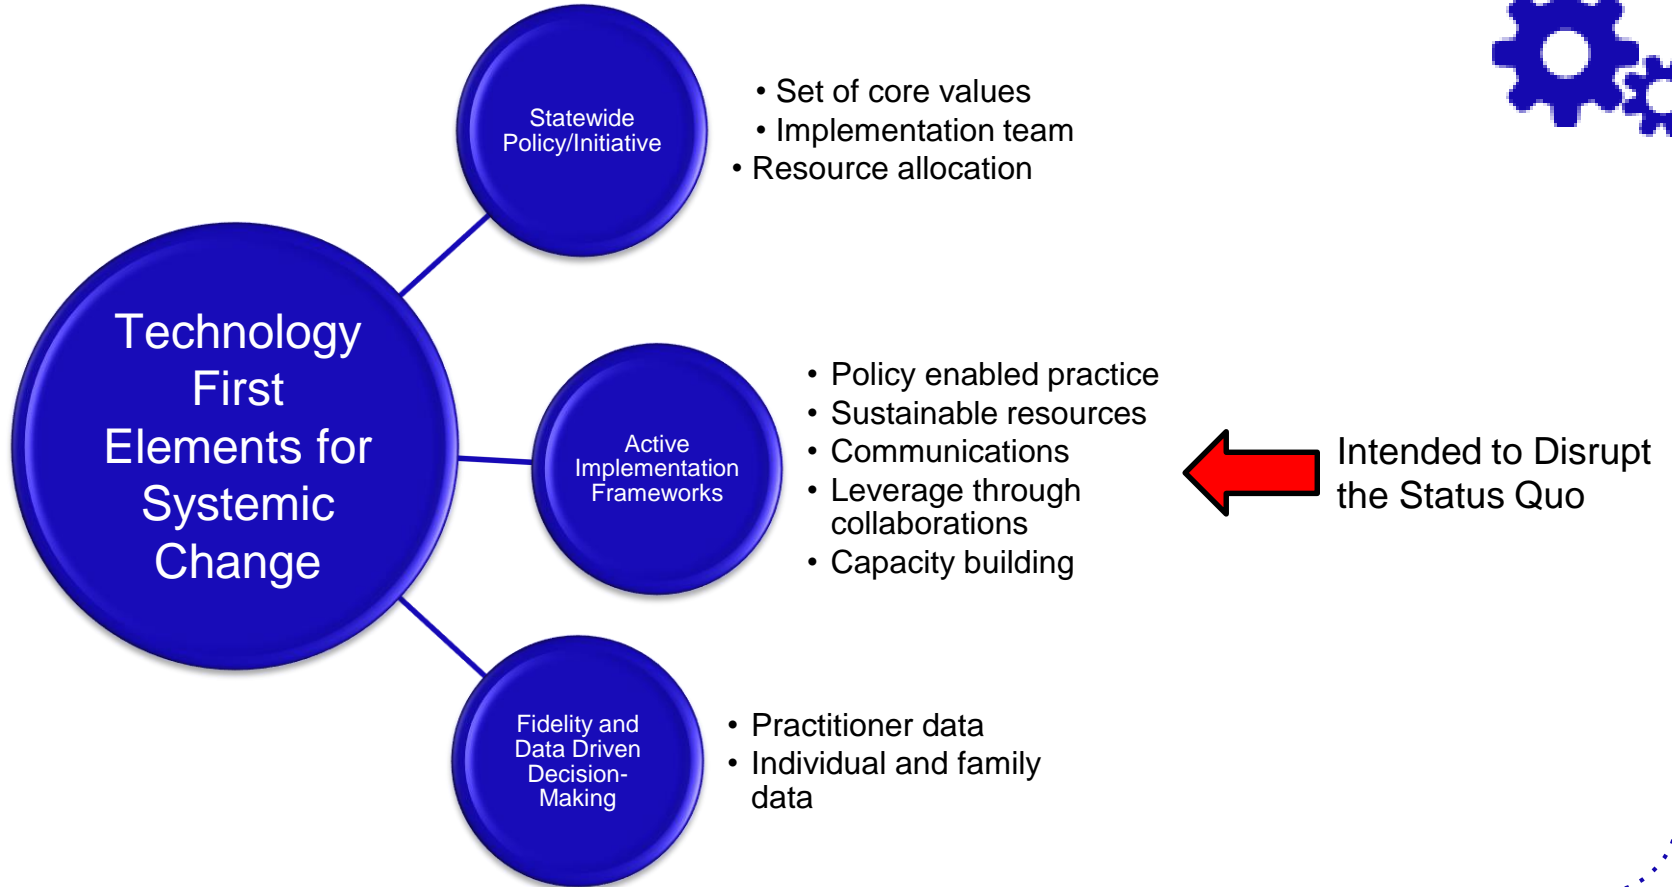 Technology
First
Elements for
Systemic
Change
Statewide
Policy/Initiative
• Set of core values
• Implementation team
• Resource allocation
Active
Implementation
Frameworks
• Policy enabled practice
• Sustainable resources
• Communications
• Leverage through
collaborations
• Capacity building
Intended to Disrupt
the Status Quo
Fidelity and
Data Driven
Decision-
Making
• Practitioner data
• Individual and family
data